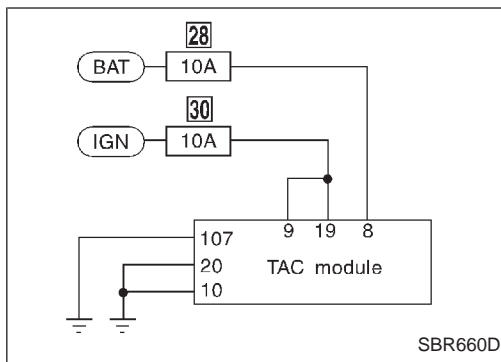 28
BAT 10A
30
IGN 10A
9 19 8
107
20 TAC module
10
SBR660D